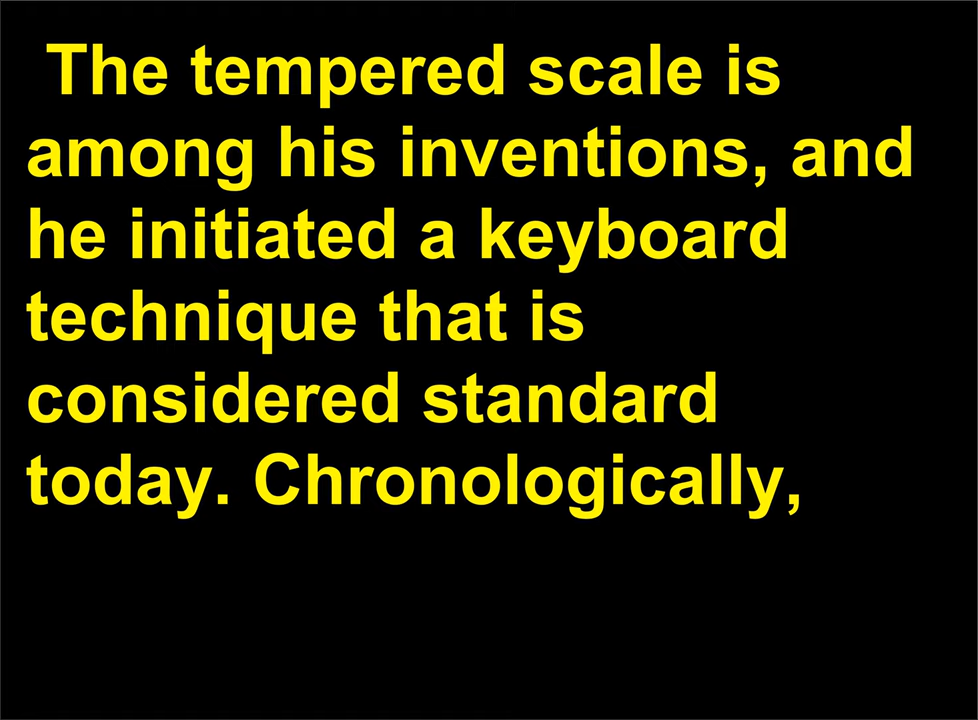 The tempered scale is
among his inventions, and
he initiated a keyboard
technique that is
considered standard
today. Chronologically,